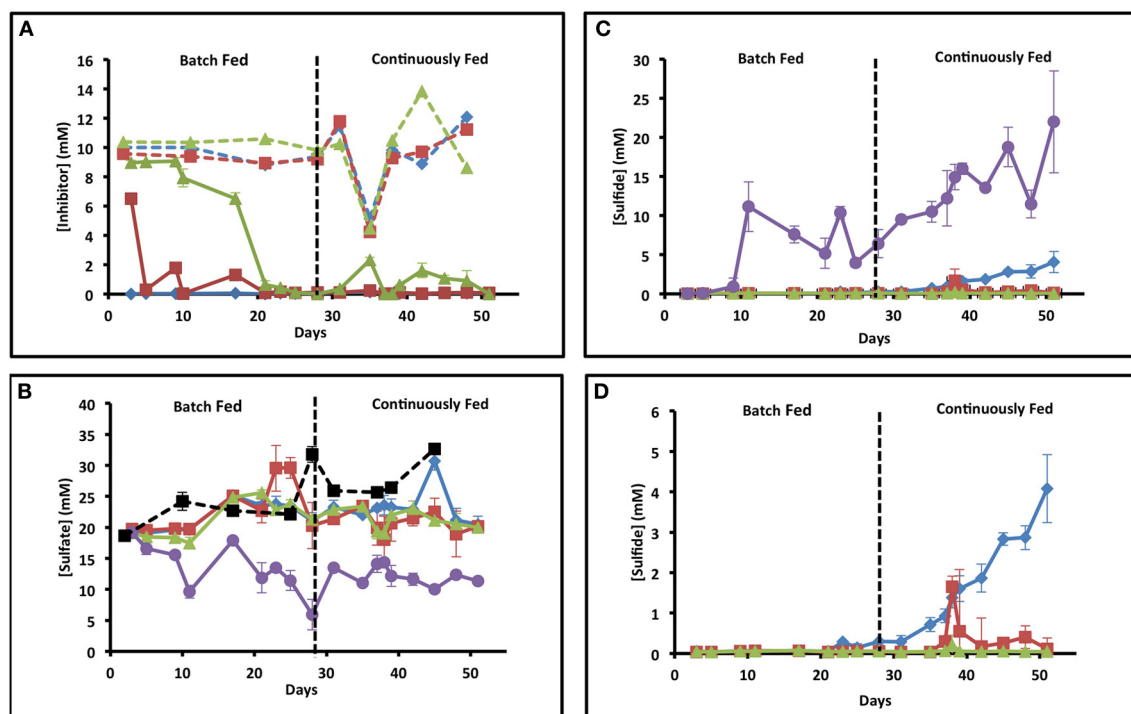 A
Batch Fed
Continuously Fed
[Inhibitor] (mM)
16
14
12
10
8
6
4
2
0
0 10 20 30 40 50
Days
C
Batch Fed
Continuously Fed
[Sulfide] (mM)
30
25
20
15
10
5
0
0 10 20 30 40 50
Days
B
Batch Fed
Continuously Fed
[Sulfate] (mM)
40
35
30
25
20
15
10
5
0
0 10 20 30 40 50
Days
D
Batch Fed
Continuously Fed
[Sulfide] (mM)
6
5
4
3
2
1
0
0 10 20 30 40 50
Days